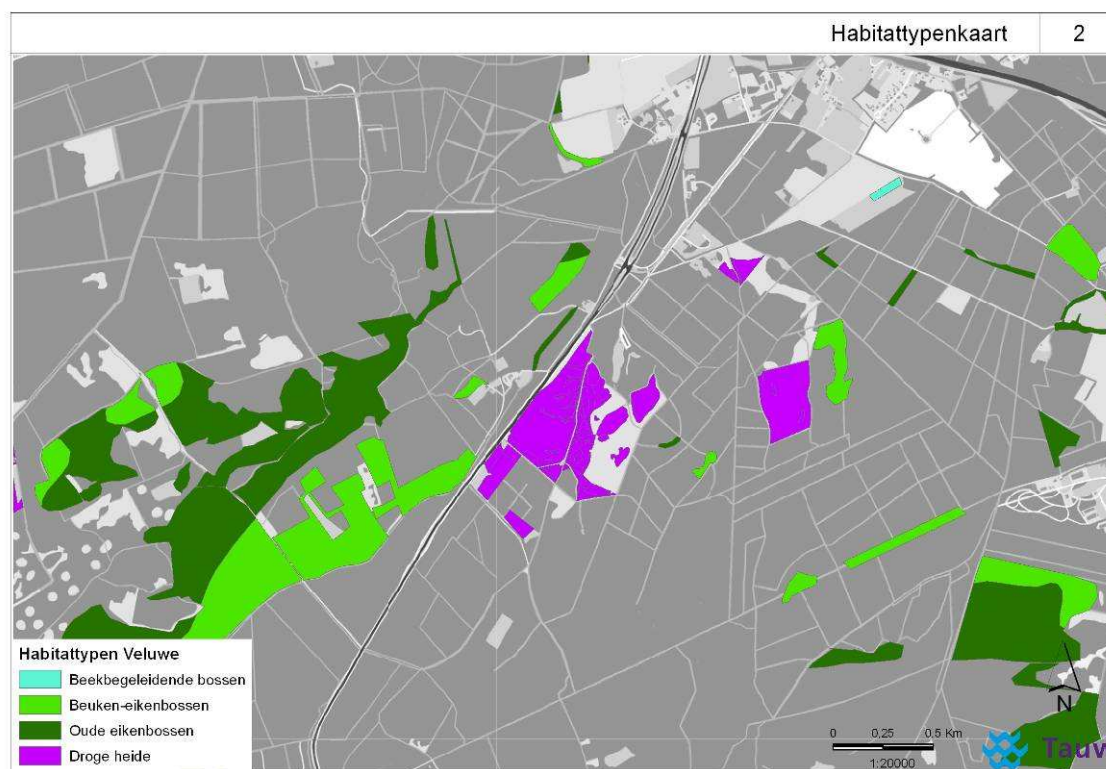 Habitattypenkaart 2
Habitattypen Veluwe
Beekbegeleidende bossen
Beuken-eikenbossen
Oude eikenbossen
Droge heide
N
0 0.25 0.5 Km
1:20000
Tauw